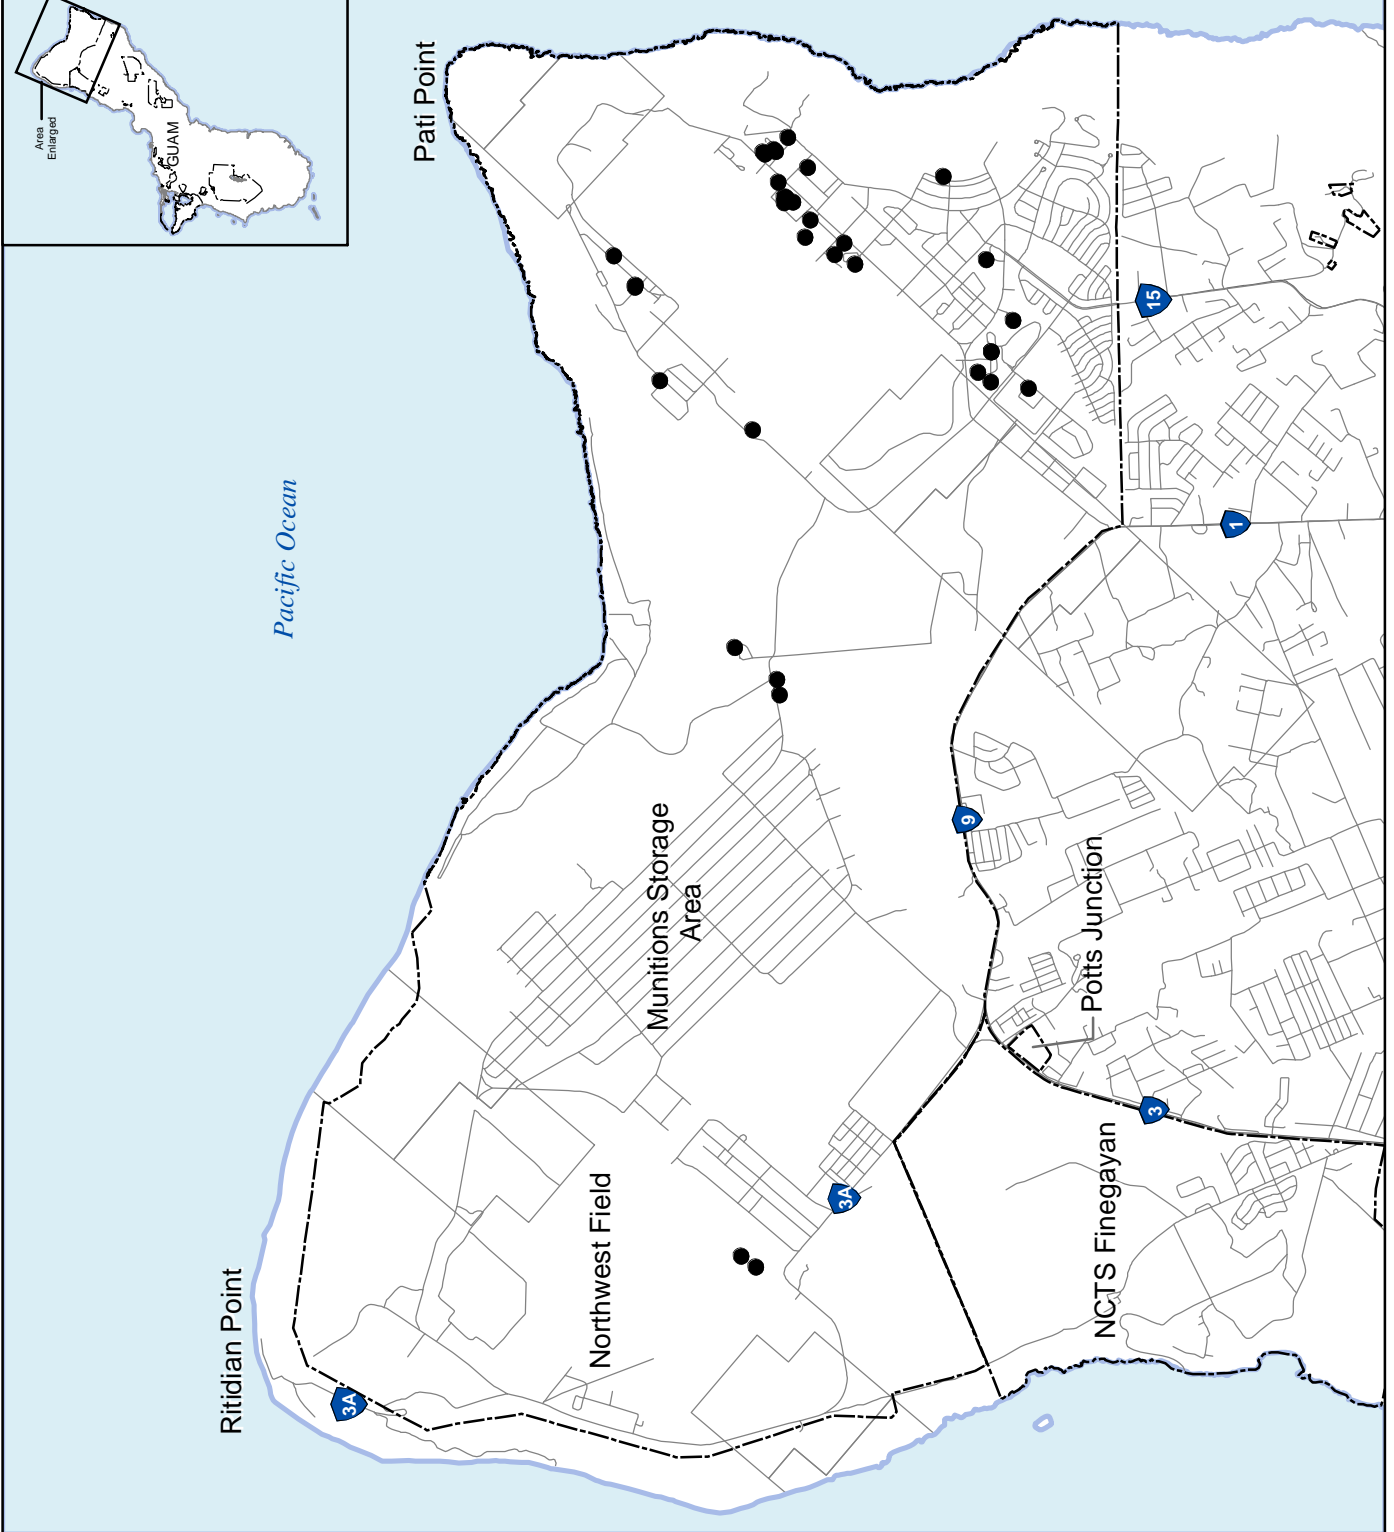 Area
Enlarged
GUAM
Pati Point
Pacific Ocean
15
1
Munitions Storage
Area
9
Potts Junction
3
Ritidian Point
Northwest Field
3A
NCTS Finegayan
3A